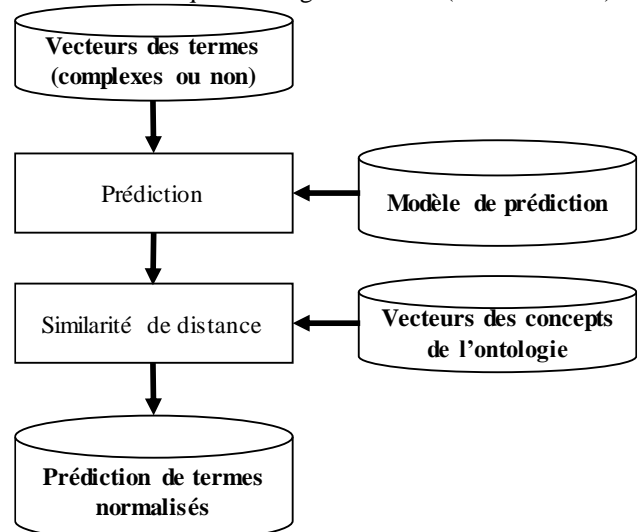 Vecteurs des termes
(complexes ou non)
Prédiction
Modèle de prédiction
Similarité de distance
Vecteurs des concepts
de l'ontologie
Prédiction de termes
normalisés